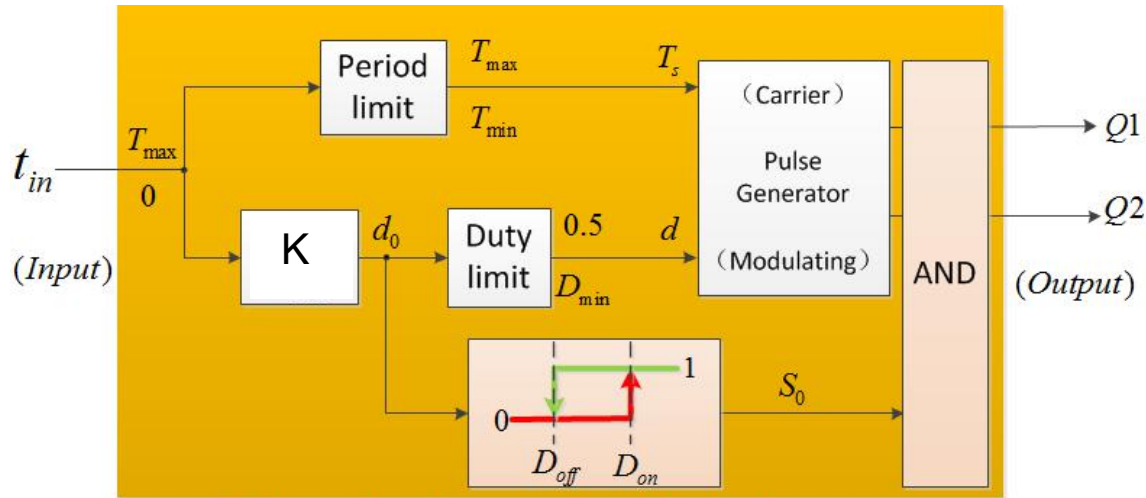 Period
limit
T_max
T_min
T_s
(Carrier)
Pulse
Generator
(Modulating)
AND
Q1
Q2
(Output)
t_in
T_max
0
(Input)
K
d_0
Duty
limit
0.5
D_min
d
0
1
D_off
D_on
S_0